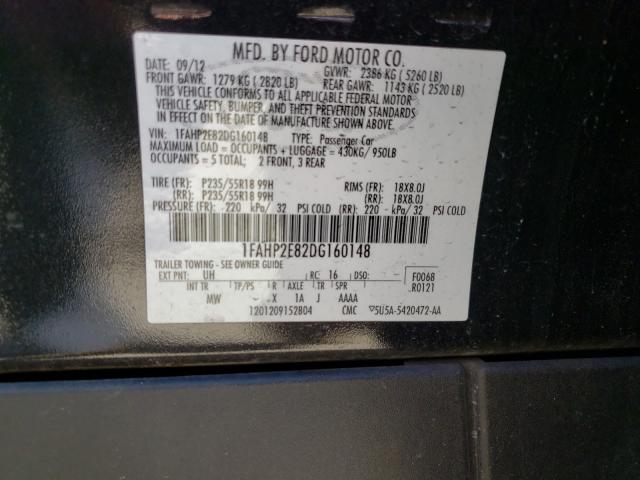 MFD. BY FORD MOTOR CO.
DATE: 09/12 GVWR: 2386 KG ( 5260 LB)
FRONT GAWR: 1279 KG ( 2820 LB) REAR GAWR: 1143 KG ( 2520 LB)
THIS VEHICLE CONFORMS TO ALL APPLICABLE FEDERAL MOTOR
VEHICLE SAFETY, BUMPER, AND THEFT PREVENTION STANDARDS
IN EFFECT ON THE DATE OF MANUFACTURE SHOWN ABOVE.
VIN: 1FAHP2E82DG160148 TYPE: Passenger Car
MAXIMUM LOAD = OCCUPANTS + LUGGAGE = 430KG/ 950LB
OCCUPANTS = 5 TOTAL; 2 FRONT, 3 REAR
TIRE (FR): P235/55R18 99H RIMS (FR): 18X8.0J
(RR): P235/55R18 99H (RR): 18X8.0J
PRESSURE (FR): 220 kPa/ 32 PSI COLD (RR): 220 kPa/ 32 PSI COLD
1FAHP2E82DG160148
TRAILER TOWING - SEE OWNER GUIDE
EXT PNT: UH RC: 16 DSO: F0068
INT TR TP/PS R AXLE TR SPR R0121
MW X 1A J AAAA
1201209152804 CMC 5U5A-5420472-AA